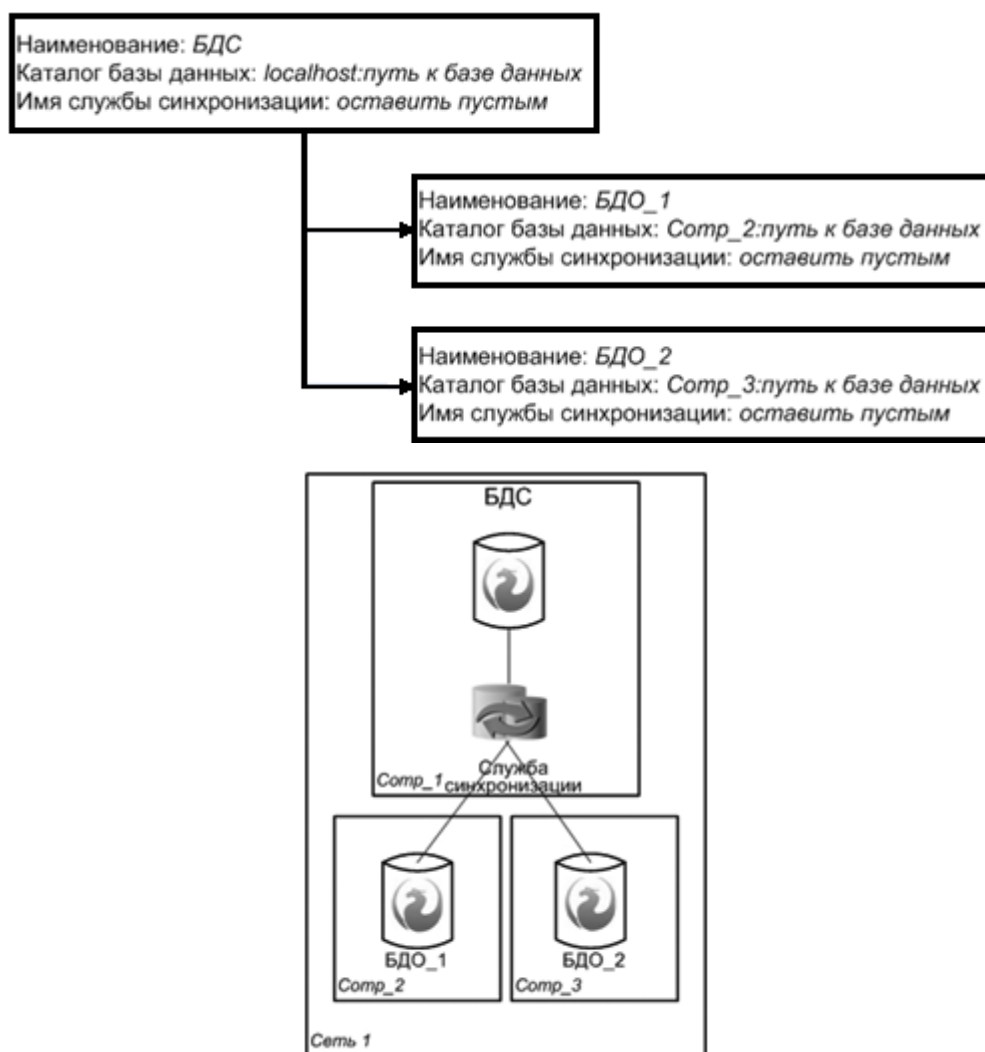 Наименование: БДС
Каталог базы данных: localhost:путь к базе данных
Имя службы синхронизации: оставить пустым
Наименование: БДО_1
Каталог базы данных: Comp_2:путь к базе данных
Имя службы синхронизации: оставить пустым
Наименование: БДО_2
Каталог базы данных: Comp_3:путь к базе данных
Имя службы синхронизации: оставить пустым
БДС
Служба
синхронизации
Comp_1
БДО_1
Comp_2
БДО_2
Comp_3
Сеть 1